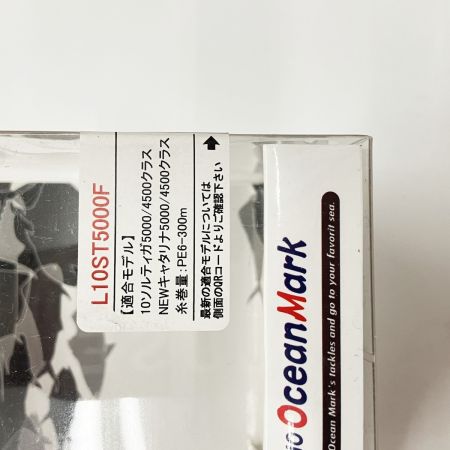 L10ST5000F
【適合モデル】
10ソルティガ5000/4500クラス
NEWキャタリナ5000/4500クラス
糸巻量:PE6-300m
最新の適合モデルについては
側面のQRコードよりご確認下さい
OceanMark
Ocean Mark's tackles and go to your favorit sea.